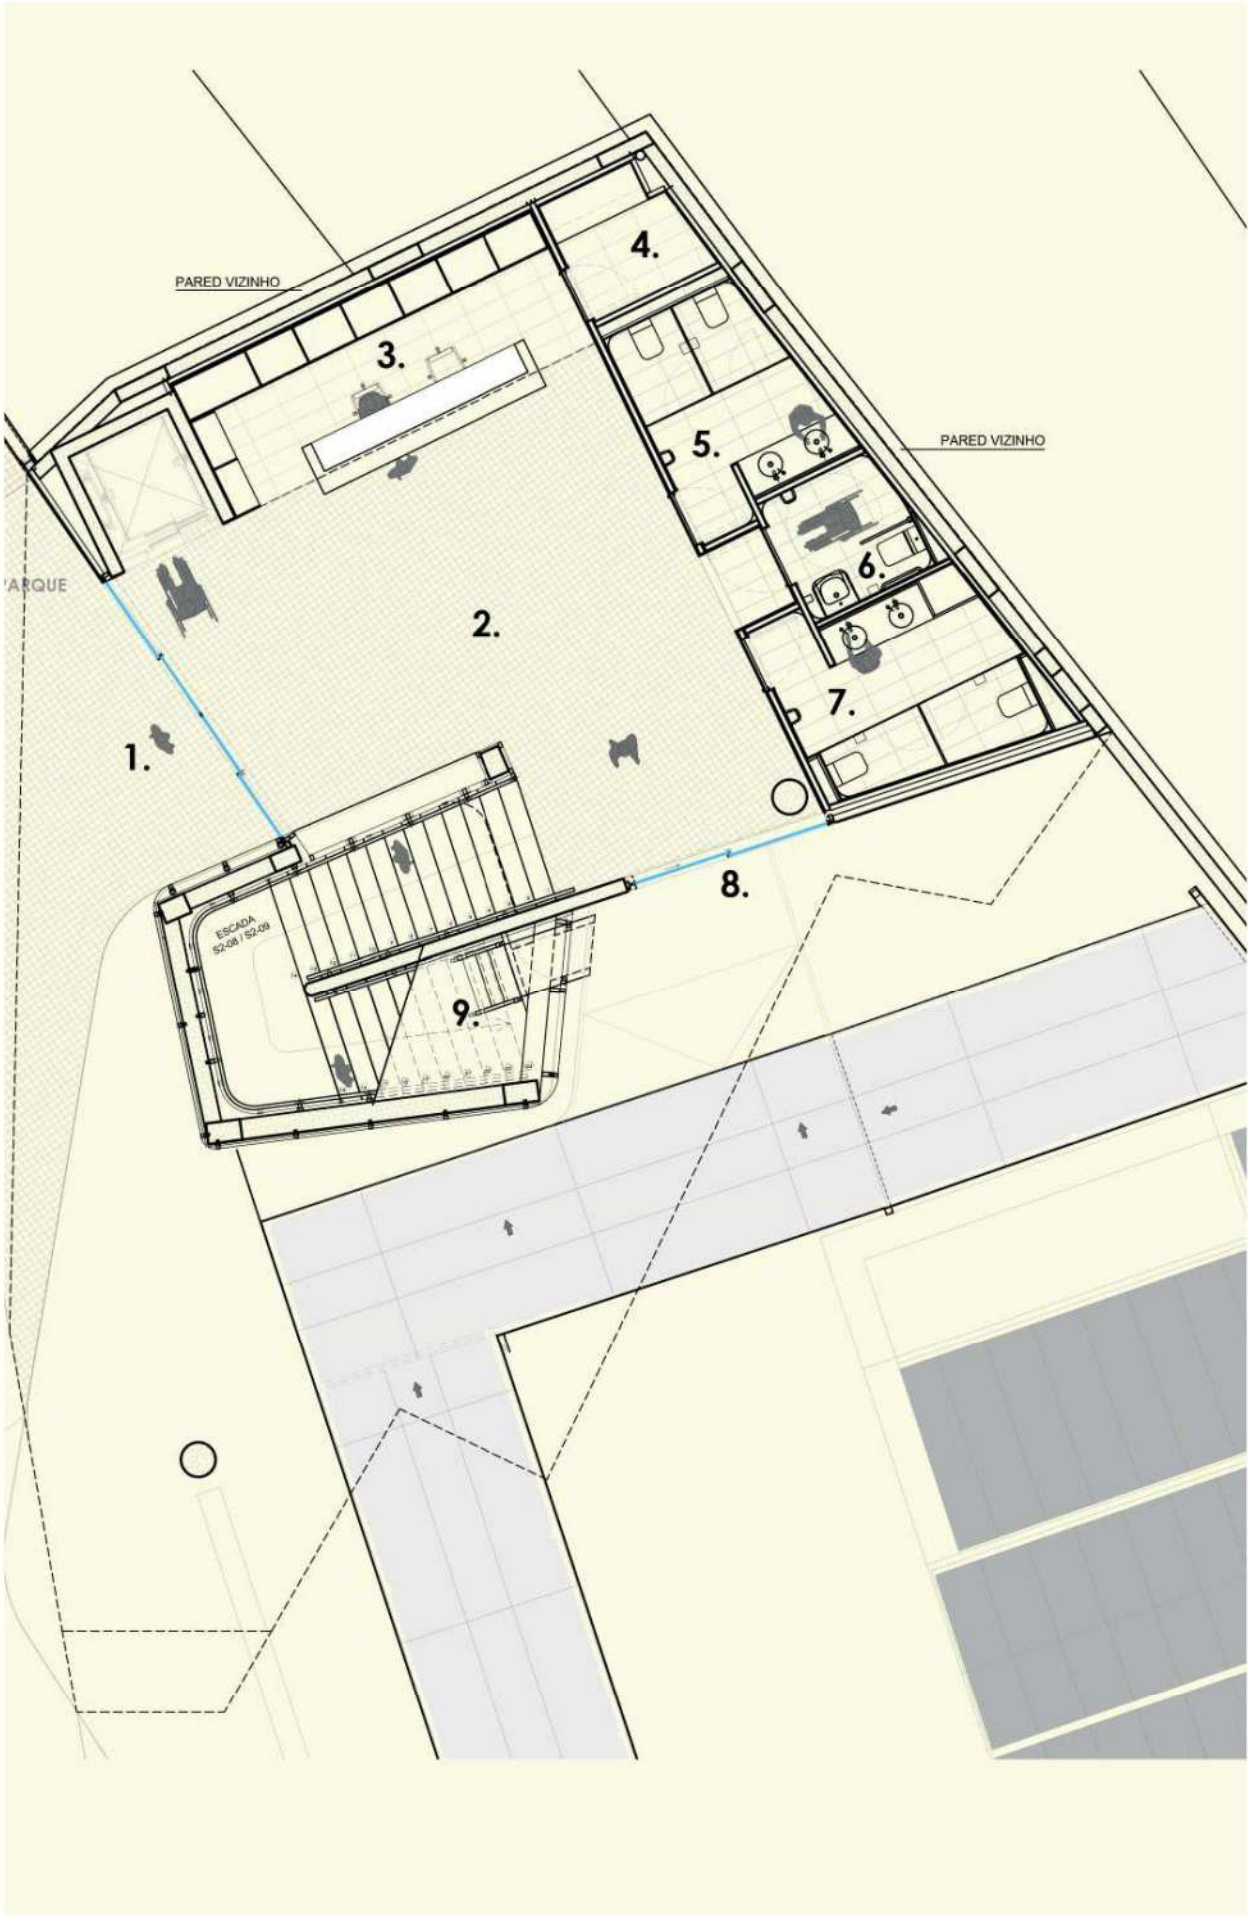 4.
PARED VIZINHO
3.
5.
PARED VIZINHO
6.
'ARQUE
2.
7.
1.
8.
ESCADA
S2-08 / S2-09
9.